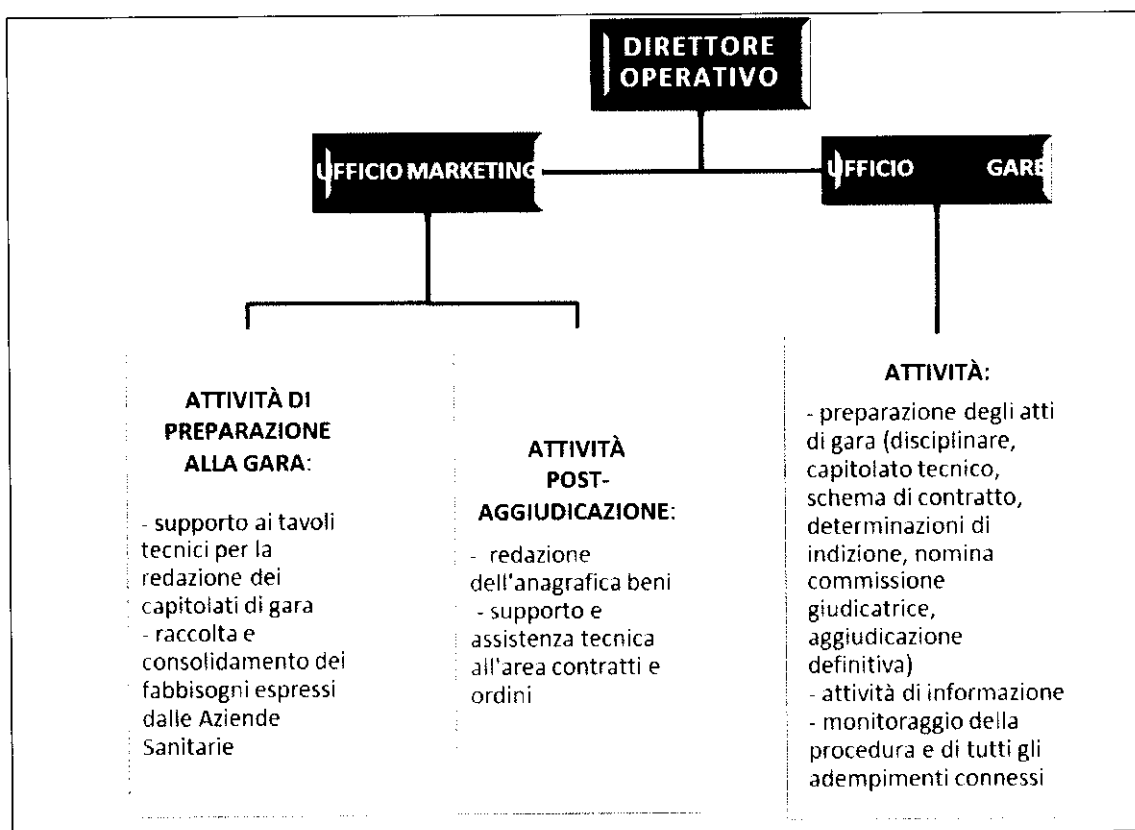 DIRETTORE
OPERATIVO
UFFICIO MARKETING
UFFICIO GARE
ATTIVITÀ DI
PREPARAZIONE
ALLA GARA:
- supporto ai tavoli
tecnici per la
redazione dei
capitolati di gara
- raccolta e
consolidamento dei
fabbisogni espressi
dalle Aziende
Sanitarie
ATTIVITÀ
POST-
AGGIUDICAZIONE:
- redazione
dell'anagrafica beni
- supporto e
assistenza tecnica
all'area contratti e
ordini
ATTIVITÀ:
- preparazione degli atti
di gara (disciplinare,
capitolato tecnico,
schema di contratto,
determinazioni di
indizione, nomina
commissione
giudicatrice,
aggiudicazione
definitiva)
- attività di informazione
- monitoraggio della
procedura e di tutti gli
adempimenti connessi